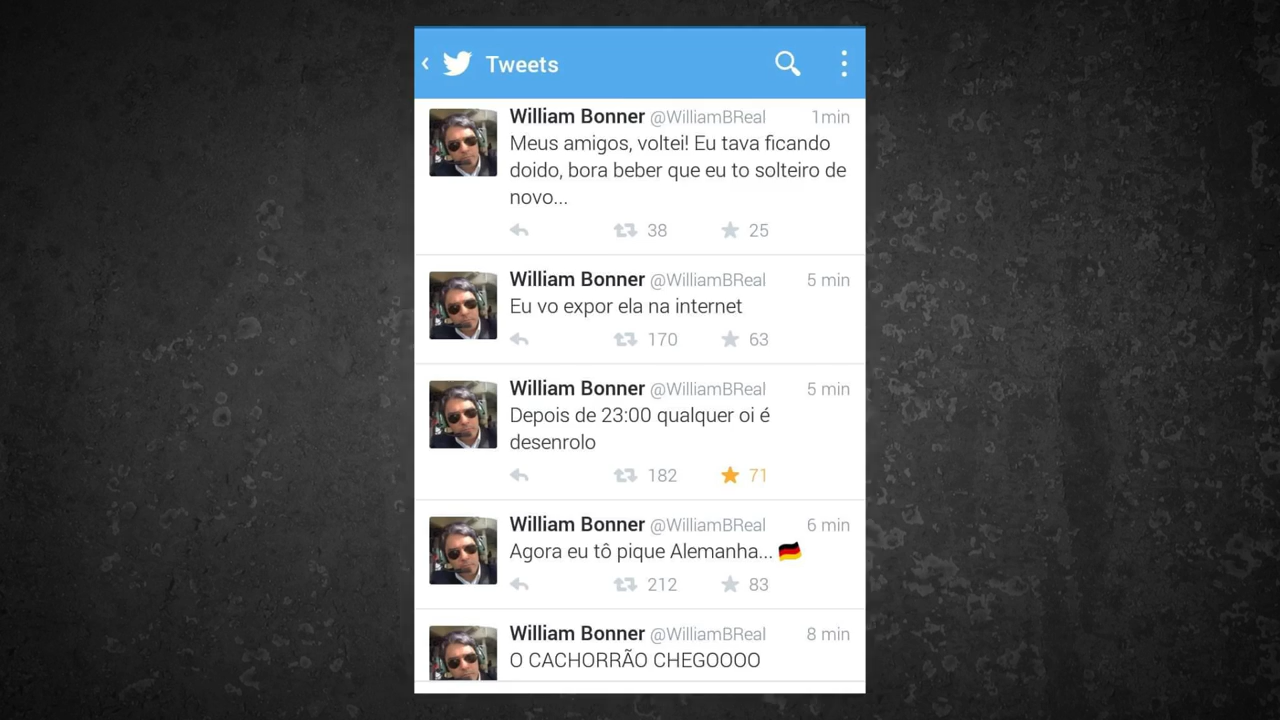 Tweets
William Bonner @WilliamBReal 1min
Meus amigos, voltei! Eu tava ficando
doido, bora beber que eu to solteiro de
novo...
38 25
William Bonner @WilliamBReal 5 min
Eu vo expor ela na internet
170 63
William Bonner @WilliamBReal 5 min
Depois de 23:00 qualquer oi é
desenrolo
182 71
William Bonner @WilliamBReal 6 min
Agora eu tô pique Alemanha... 🇩🇪
212 83
William Bonner @WilliamBReal 8 min
O CACHORRÃO CHEGOOOO